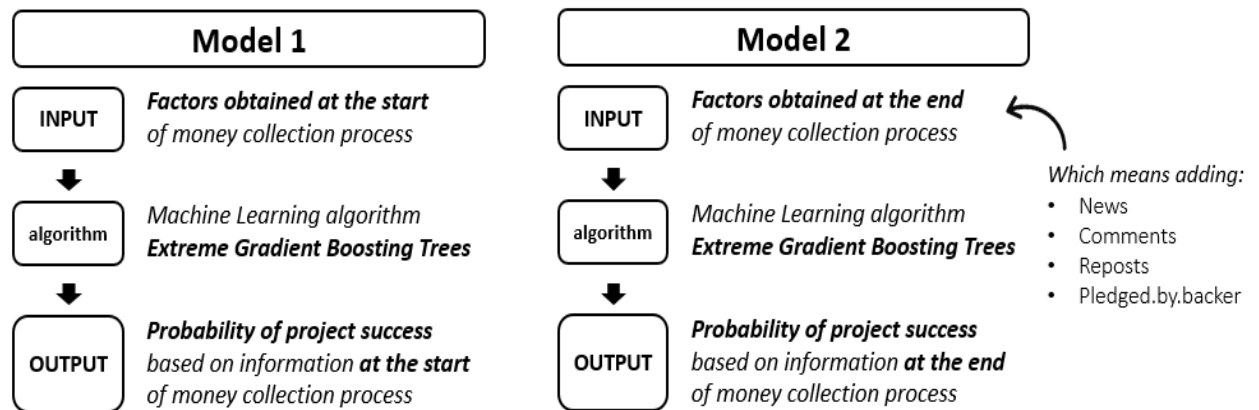 Model 1
INPUT
Factors obtained at the start
of money collection process
algorithm
Machine Learning algorithm
Extreme Gradient Boosting Trees
OUTPUT
Probability of project success
based on information at the start
of money collection process
Model 2
INPUT
Factors obtained at the end
of money collection process
algorithm
Machine Learning algorithm
Extreme Gradient Boosting Trees
OUTPUT
Probability of project success
based on information at the end
of money collection process
Which means adding:
• News
• Comments
• Reposts
• Pledged.by.backer